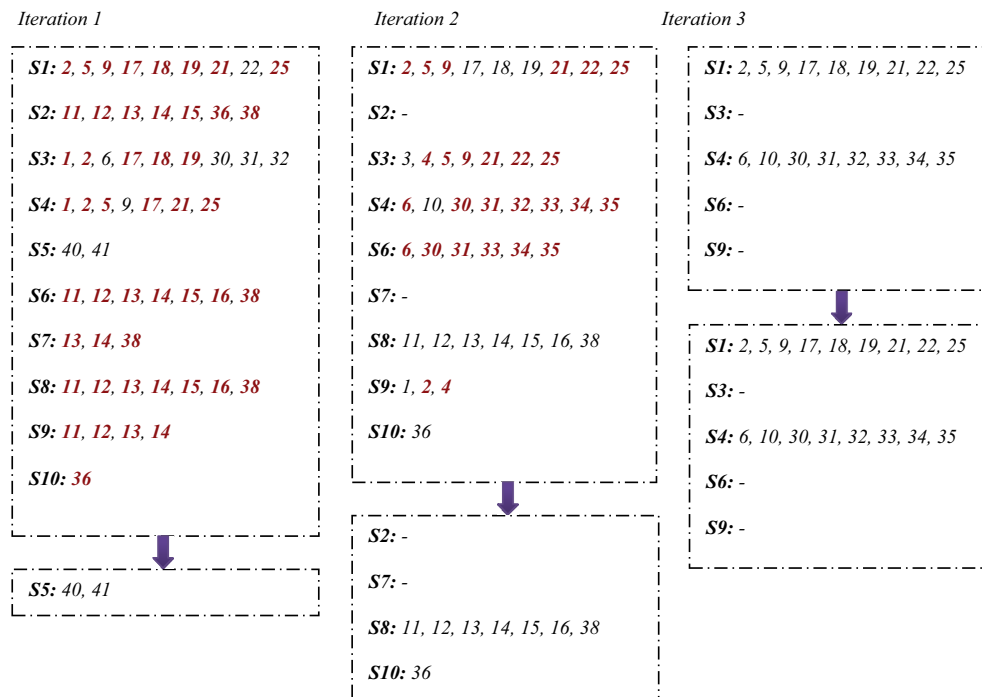 Iteration 1
S1: 2, 5, 9, 17, 18, 19, 21, 22, 25
S2: 11, 12, 13, 14, 15, 36, 38
S3: 1, 2, 6, 17, 18, 19, 30, 31, 32
S4: 1, 2, 5, 9, 17, 21, 25
S5: 40, 41
S6: 11, 12, 13, 14, 15, 16, 38
S7: 13, 14, 38
S8: 11, 12, 13, 14, 15, 16, 38
S9: 11, 12, 13, 14
S10: 36
S5: 40, 41
Iteration 2
S1: 2, 5, 9, 17, 18, 19, 21, 22, 25
S2: -
S3: 3, 4, 5, 9, 21, 22, 25
S4: 6, 10, 30, 31, 32, 33, 34, 35
S6: 6, 30, 31, 33, 34, 35
S7: -
S8: 11, 12, 13, 14, 15, 16, 38
S9: 1, 2, 4
S10: 36
S2: -
S7: -
S8: 11, 12, 13, 14, 15, 16, 38
S10: 36
Iteration 3
S1: 2, 5, 9, 17, 18, 19, 21, 22, 25
S3: -
S4: 6, 10, 30, 31, 32, 33, 34, 35
S6: -
S9: -
S1: 2, 5, 9, 17, 18, 19, 21, 22, 25
S3: -
S4: 6, 10, 30, 31, 32, 33, 34, 35
S6: -
S9: -